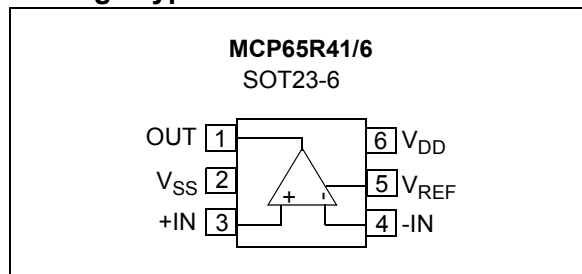 MCP65R41/6
SOT23-6
OUT 1 6 VDD
VSS 2 5 VREF
+IN 3 + - 4 -IN